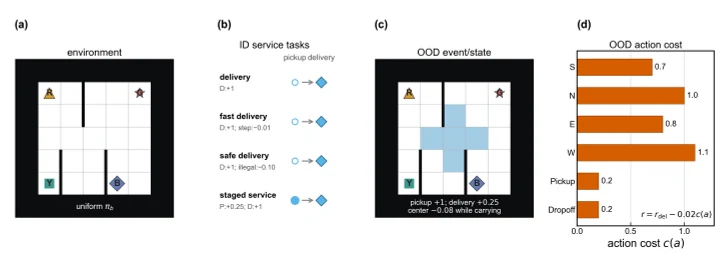 (a)
environment
R
G
Y
B
uniform π_b
(b)
ID service tasks
pickup delivery
delivery
D:+1
fast delivery
D:+1; step:−0.01
safe delivery
D:+1; illegal:−0.10
staged service
P:+0.25; D:+1
(c)
OOD event/state
R
G
Y
B
pickup +1; delivery +0.25
center −0.08 while carrying
(d)
OOD action cost
S
0.7
N
1.0
E
0.8
W
1.1
Pickup
0.2
Dropoff
0.2
r = r_del − 0.02c(a)
0.0
0.5
1.0
action cost c(a)